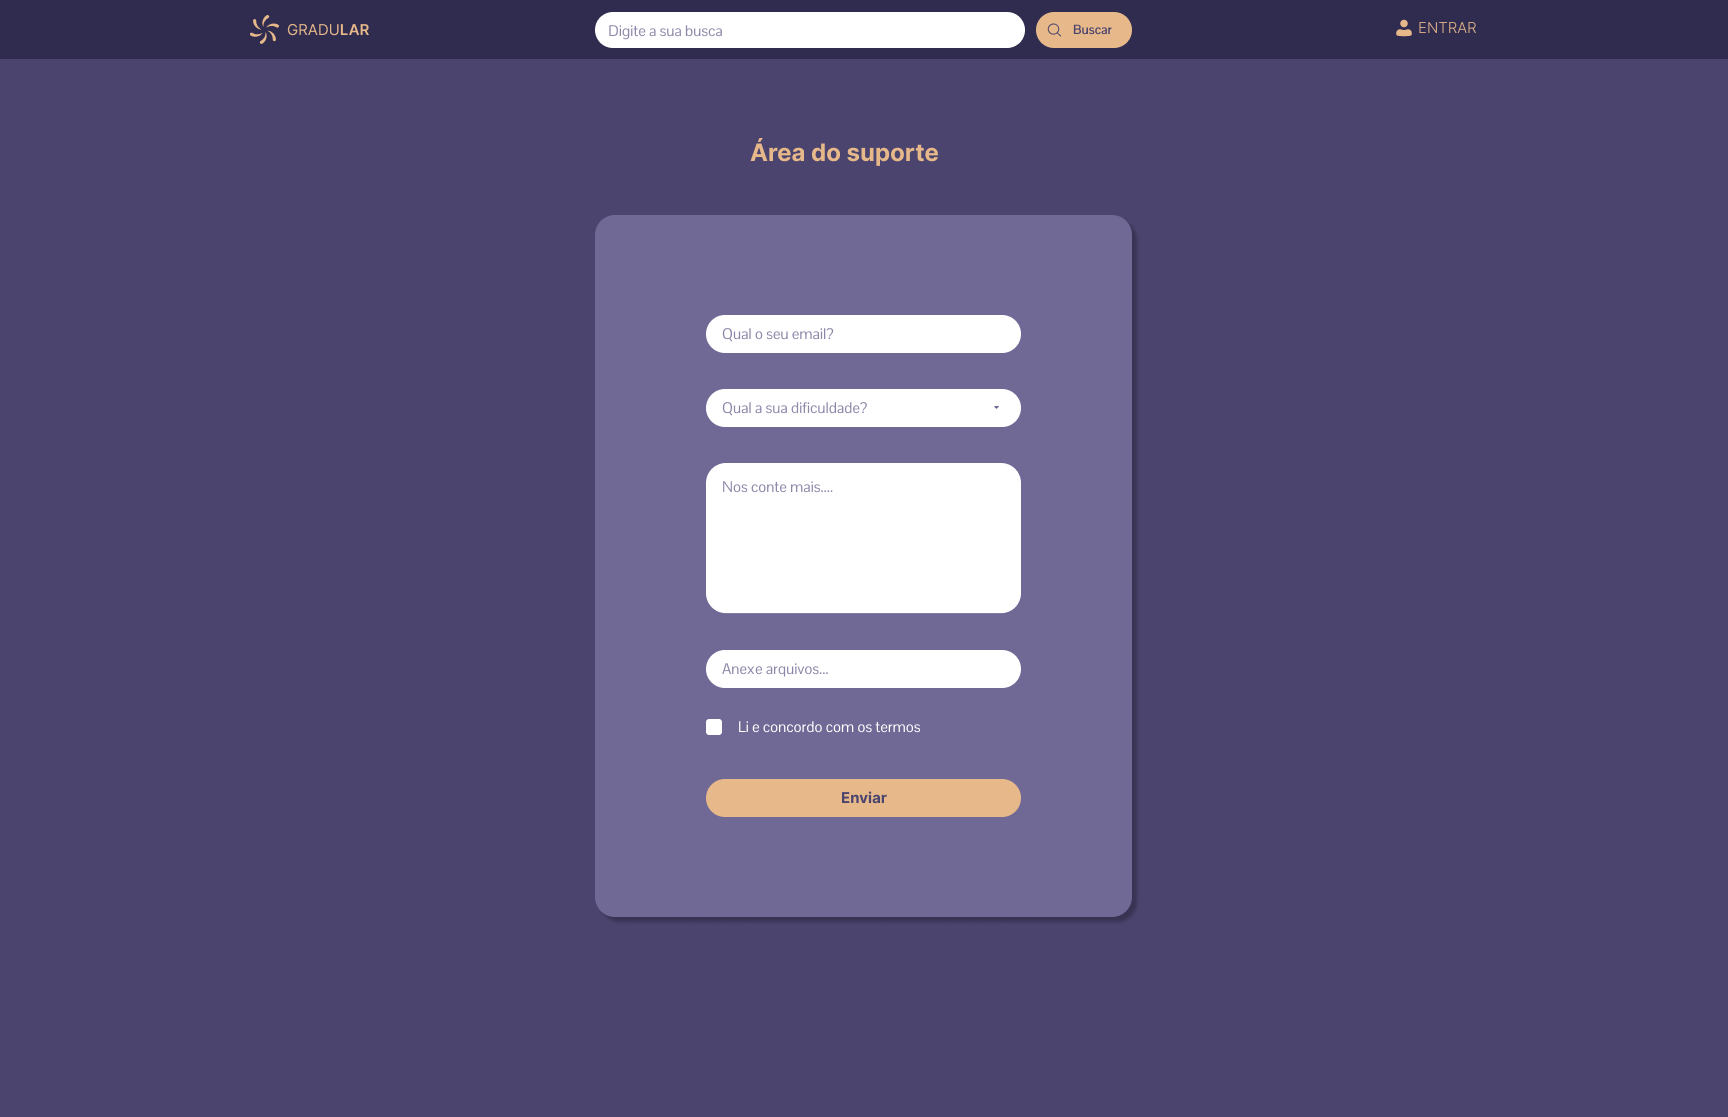 GRADULAR
Digite a sua busca
Buscar
ENTRAR
Área do suporte
Qual o seu email?
Qual a sua dificuldade?
Nos conte mais....
Anexe arquivos...
Li e concordo com os termos
Enviar